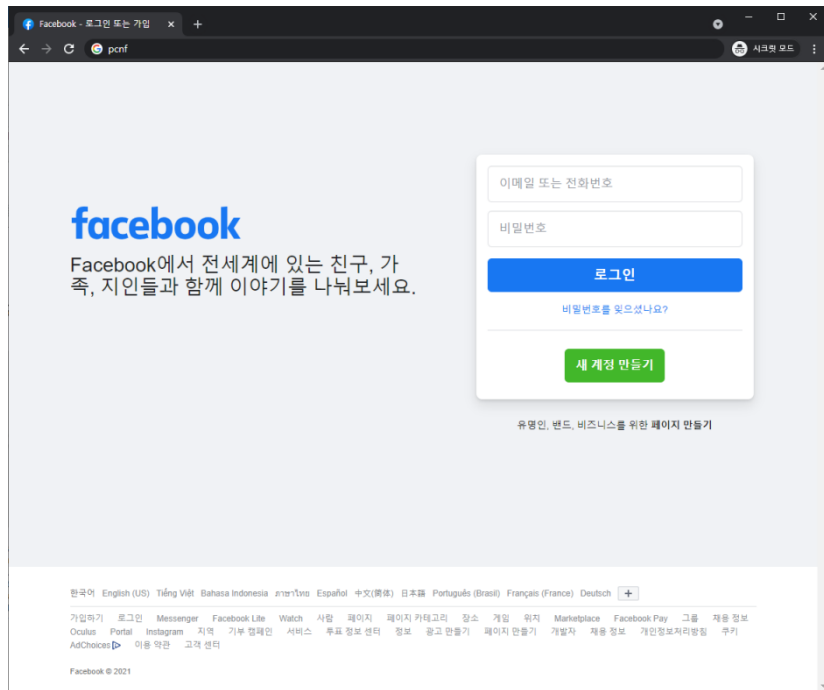 Facebook - 로그인 또는 가입
pcnf
시크릿 모드
facebook
Facebook에서 전세계에 있는 친구, 가
족, 지인들과 함께 이야기를 나눠보세요.
이메일 또는 전화번호
비밀번호
로그인
비밀번호를 잊으셨나요?
새 계정 만들기
유명인, 밴드, 비즈니스를 위한 페이지 만들기
한국어 English (US) Tiếng Việt Bahasa Indonesia ภาษาไทย Español 中文(简体) 日本語 Português (Brasil) Français (France) Deutsch +
가입하기 로그인 Messenger Facebook Lite Watch 사람 페이지 페이지 카테고리 장소 게임 위치 Marketplace Facebook Pay 그룹 채용 정보
Oculus Portal Instagram 지역 기부 캠페인 서비스 투표 정보 센터 정보 광고 만들기 페이지 만들기 개발자 채용 정보 개인정보처리방침 쿠키
AdChoices 이용 약관 고객 센터
Facebook © 2021